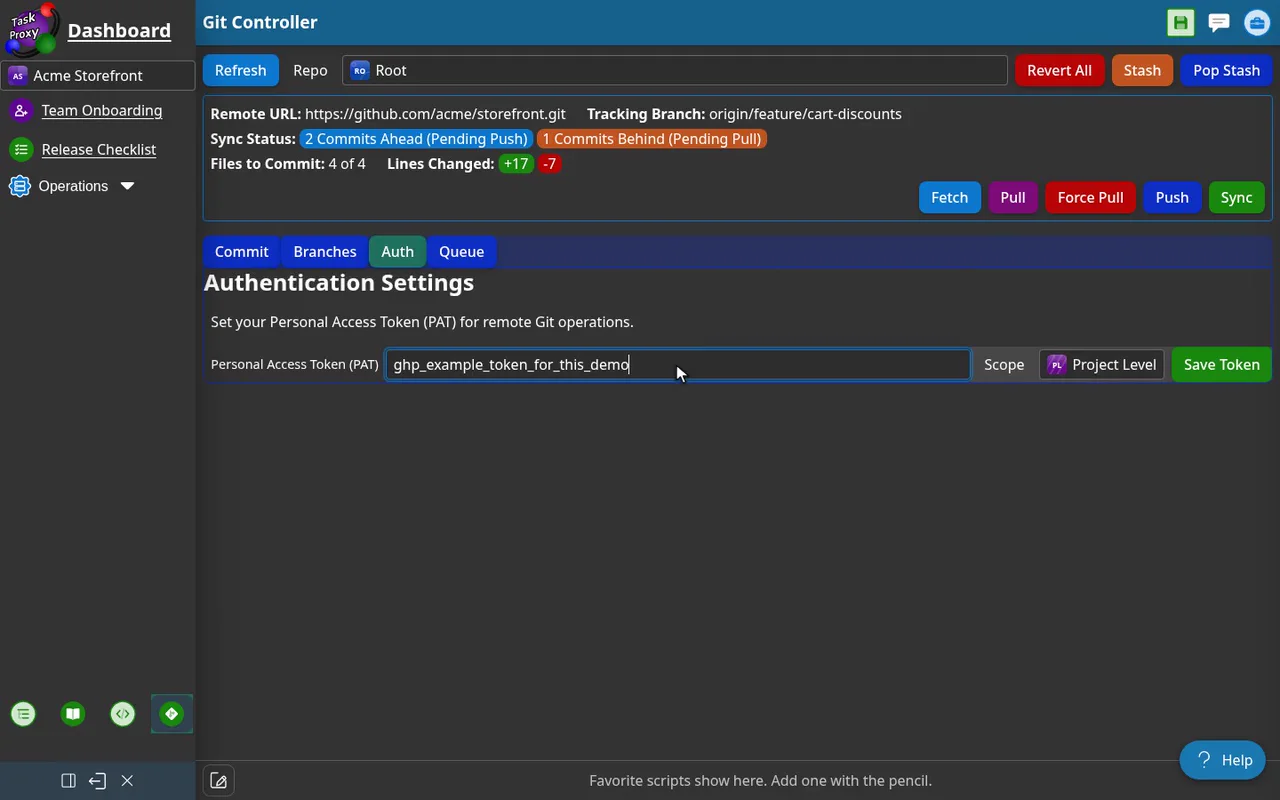 Task Proxy
Dashboard
Git Controller
AS Acme Storefront
Team Onboarding
Release Checklist
Operations
Refresh Repo RO Root Revert All Stash Pop Stash
Remote URL: https://github.com/acme/storefront.git Tracking Branch: origin/feature/cart-discounts
Sync Status: 2 Commits Ahead (Pending Push) 1 Commits Behind (Pending Pull)
Files to Commit: 4 of 4 Lines Changed: +17 -7
Fetch Pull Force Pull Push Sync
Commit Branches Auth Queue
Authentication Settings
Set your Personal Access Token (PAT) for remote Git operations.
Personal Access Token (PAT) ghp_example_token_for_this_demo Scope PL Project Level Save Token
? Help
Favorite scripts show here. Add one with the pencil.